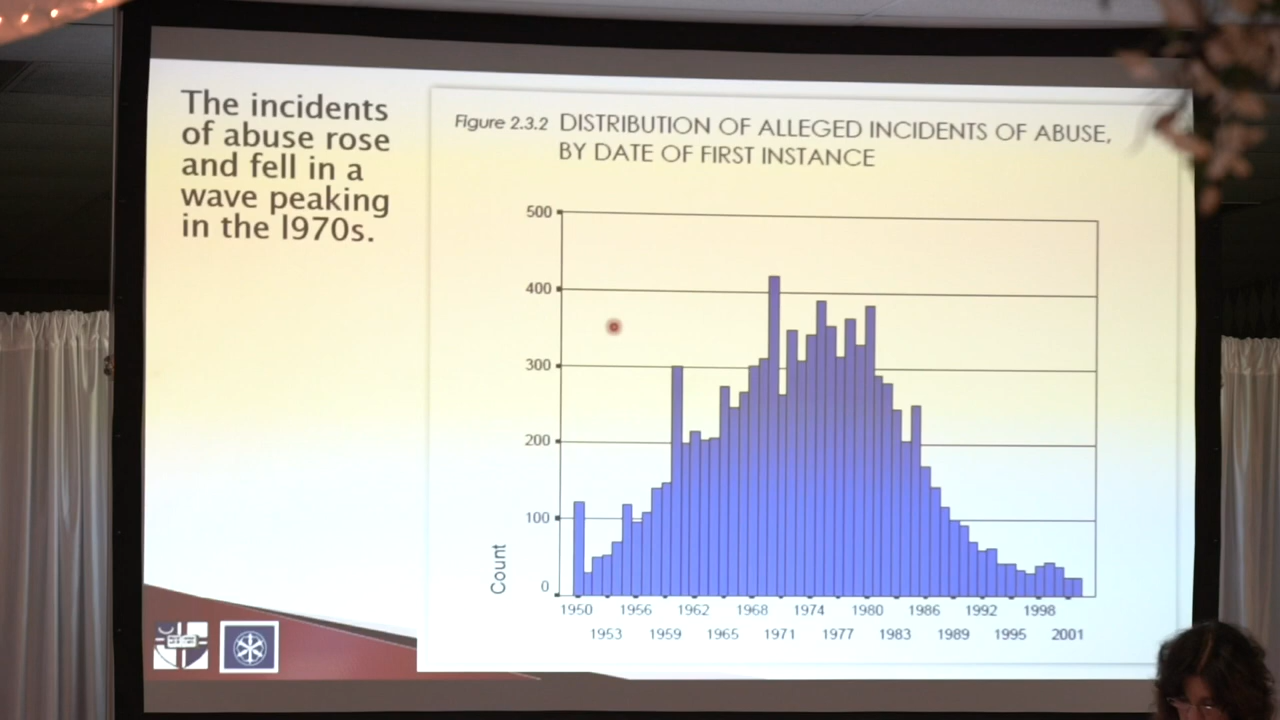 The incidents
of abuse rose
and fell in a
wave peaking
in the 1970s.
Figure 2.3.2 DISTRIBUTION OF ALLEGED INCIDENTS OF ABUSE,
BY DATE OF FIRST INSTANCE
500
400
300
200
100
0
Count
1950 1956 1962 1968 1974 1980 1986 1992 1998
1953 1959 1965 1971 1977 1983 1989 1995 2001